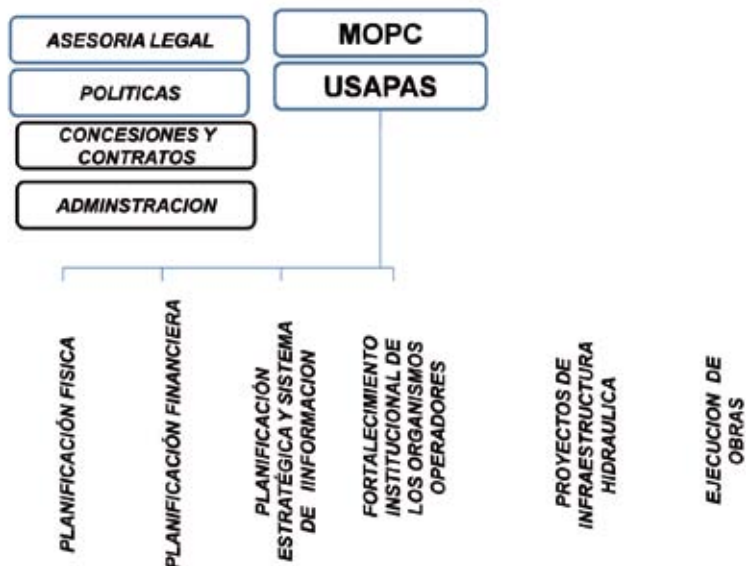 ASESORIA LEGAL
MOPC
POLITICAS
USAPAS
CONCESIONES Y
CONTRATOS
ADMINSTRACION
PLANIFICACIÓN FISICA
PLANIFICACIÓN FINANCIERA
PLANIFICACIÓN
ESTRATÉGICA Y SISTEMA
DE IINFORMACION
FORTALECIMIENTO
INSTITUCIONAL DE
LOS ORGANISMOS
OPERADORES
PROYECTOS DE
INFRAESTRUCTURA
HIDRAULICA
EJECUCION DE
OBRAS